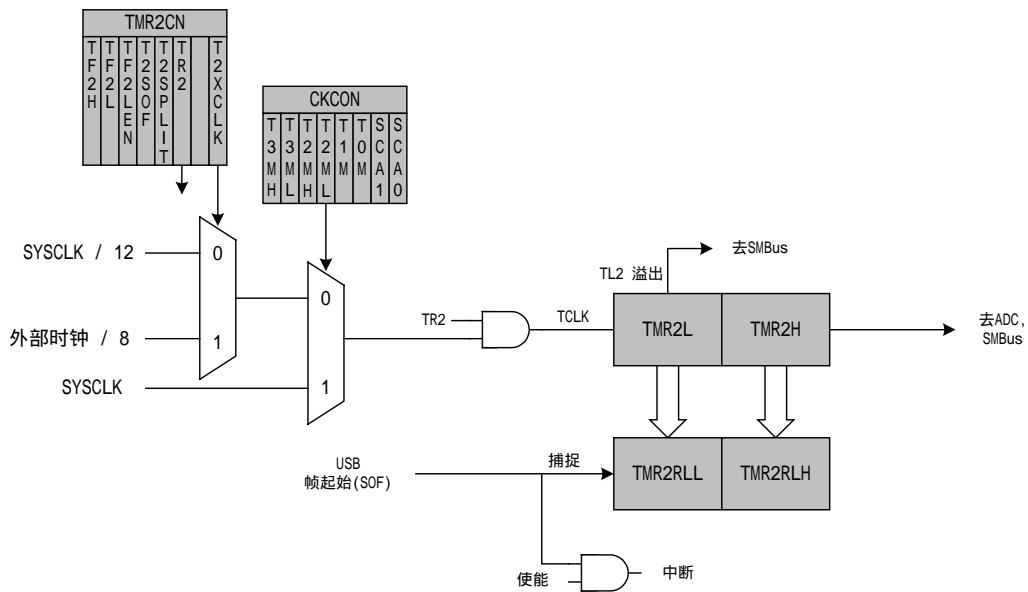 TMR2CN
TF2H
TF2L
TF2LEN
T2SOF
T2SPLIT
TR2
T2XCLK
CKCON
T3MH
T3ML
T2MH
T2ML
T1M
T0M
SCA1
SCA0
SYSCLK / 12
0
外部时钟 / 8
1
SYSCLK
0
1
TR2
TCLK
TL2 溢出
去SMBus
TMR2L
TMR2H
去ADC,
SMBus
USB
帧起始(SOF)
捕捉
TMR2RLL
TMR2RLH
使能
中断